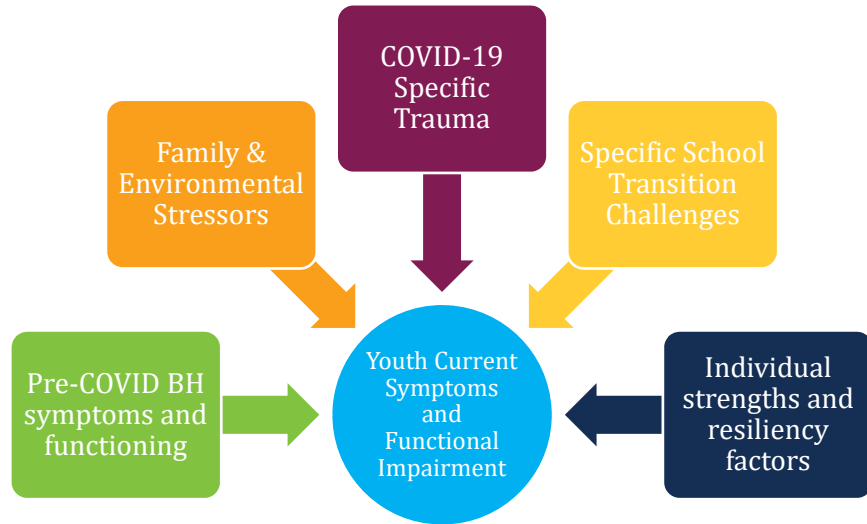 COVID-19
Specific
Trauma
Family &
Environmental
Stressors
Specific School
Transition
Challenges
Pre-COVID BH
symptoms and
functioning
Youth Current
Symptoms
and
Functional
Impairment
Individual
strengths and
resiliency
factors